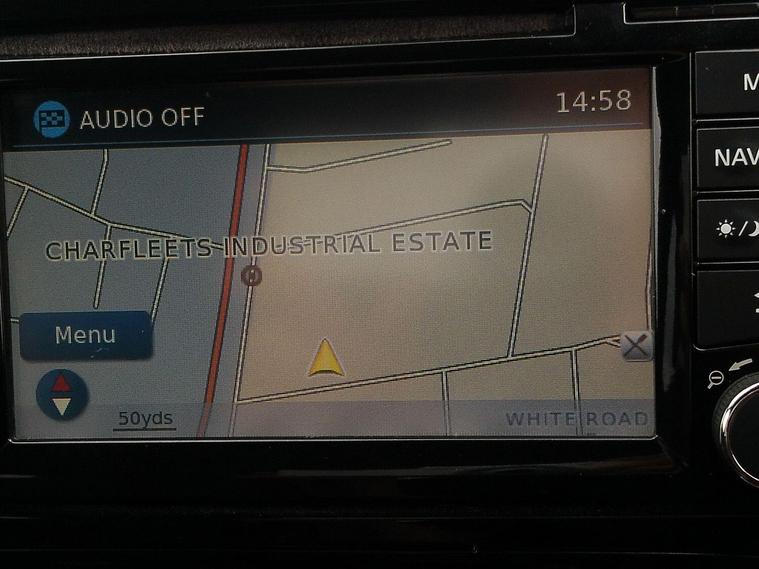 AUDIO OFF
14:58
NAV
CHARFLEETS INDUSTRIAL ESTATE
Menu
50yds
WHITE ROAD